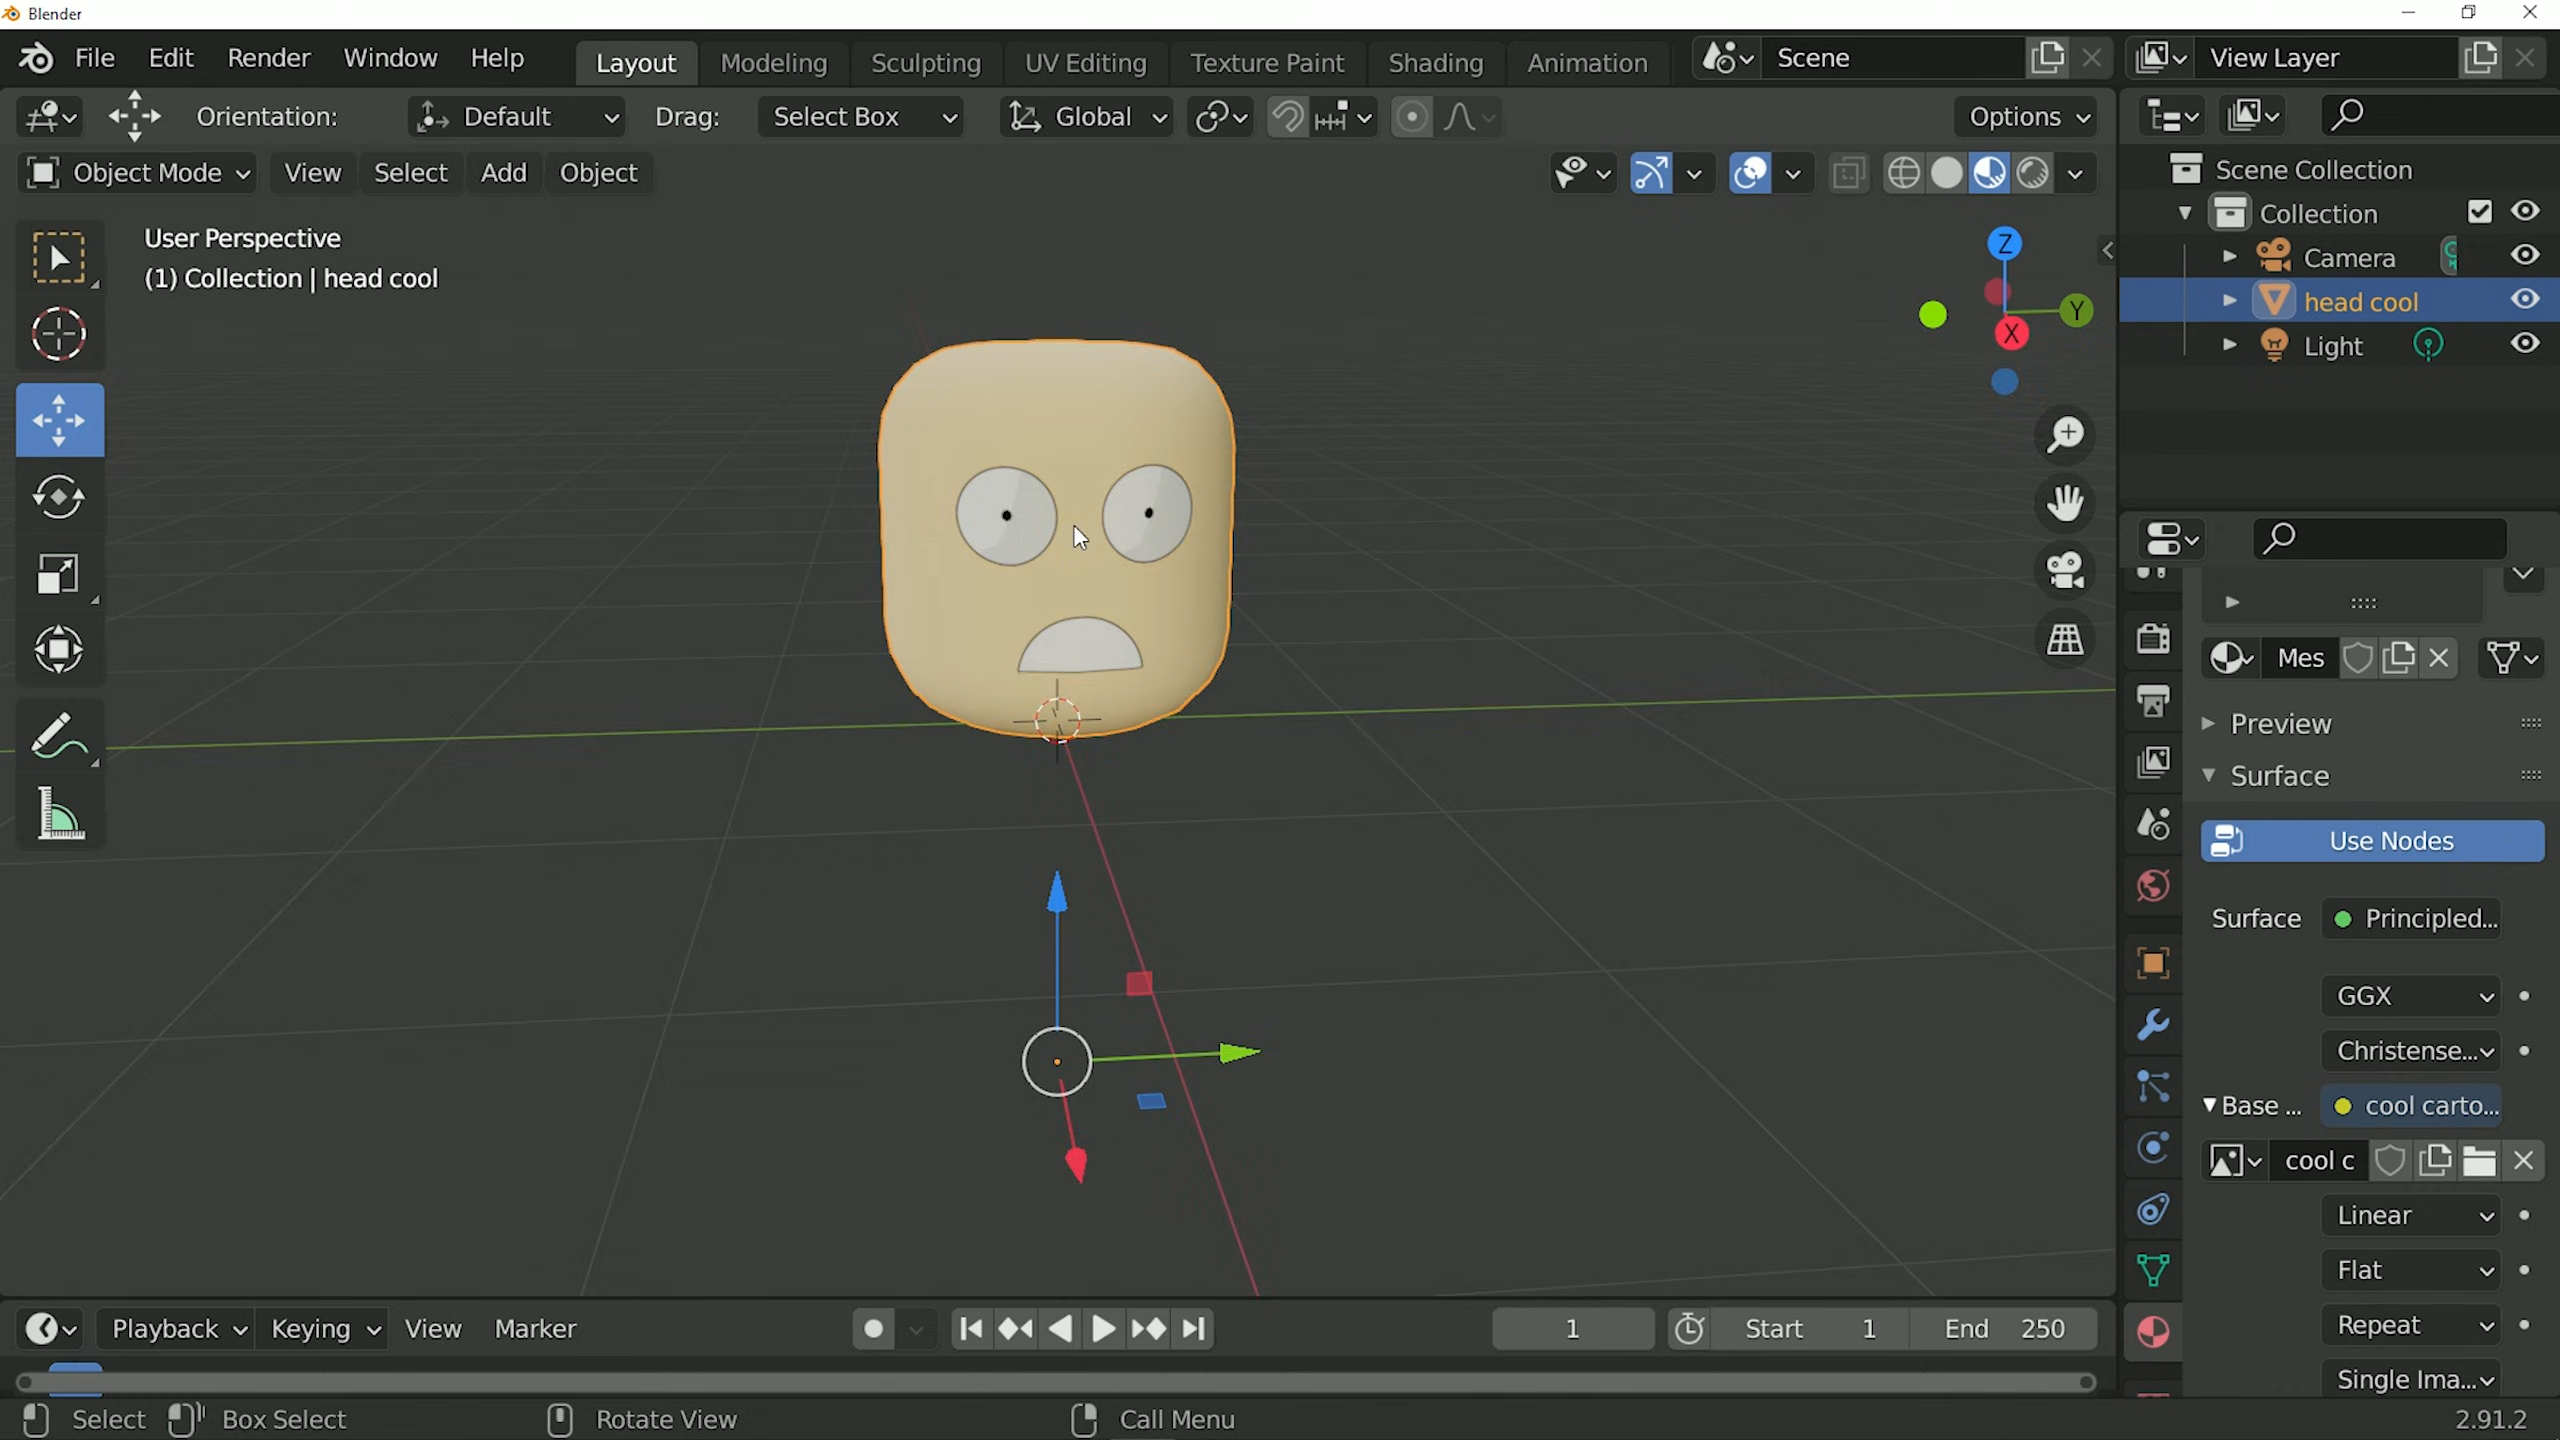 Blender
File Edit Render Window Help Layout Modeling Sculpting UV Editing Texture Paint Shading Animation Scene View Layer
Orientation: Default Drag: Select Box Global Options
Object Mode View Select Add Object
User Perspective
(1) Collection | head cool
Z
Y
X
Scene Collection
Collection
Camera
head cool
Light
Mes
Preview
Surface
Use Nodes
Surface Principled...
GGX
Christense...
Base ... cool carto...
cool c
Linear
Flat
Repeat
Single Ima...
Playback Keying View Marker 1 Start 1 End 250
Select Box Select Rotate View Call Menu 2.91.2